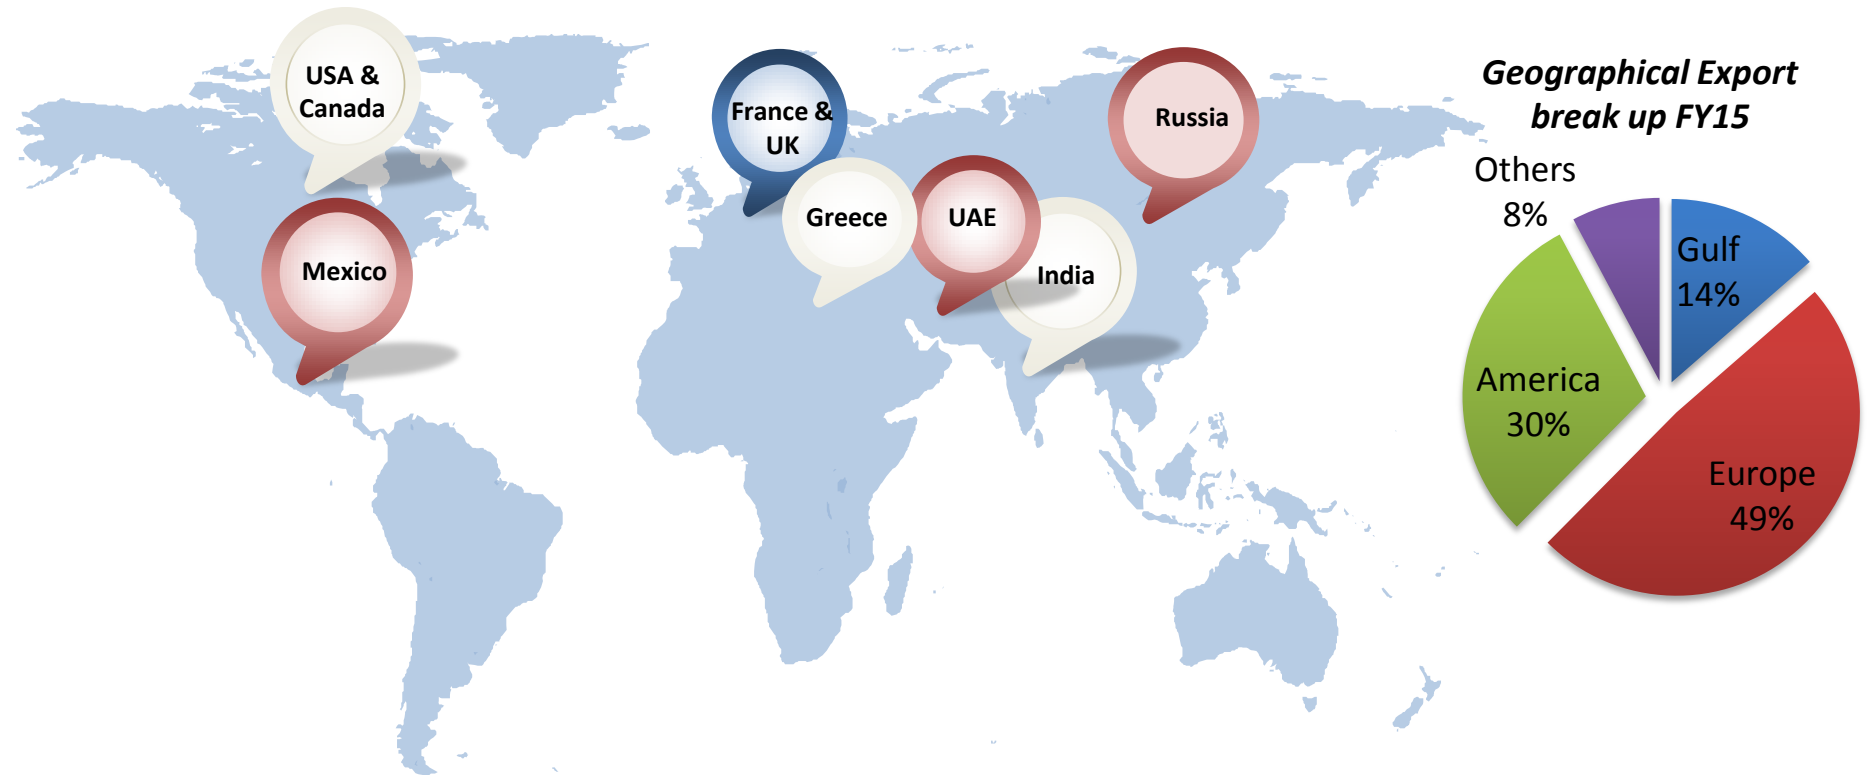 USA &
Canada
Mexico
France &
UK
Greece
UAE
India
Russia
Geographical Export
break up FY15
Others
8%
Gulf
14%
America
30%
Europe
49%